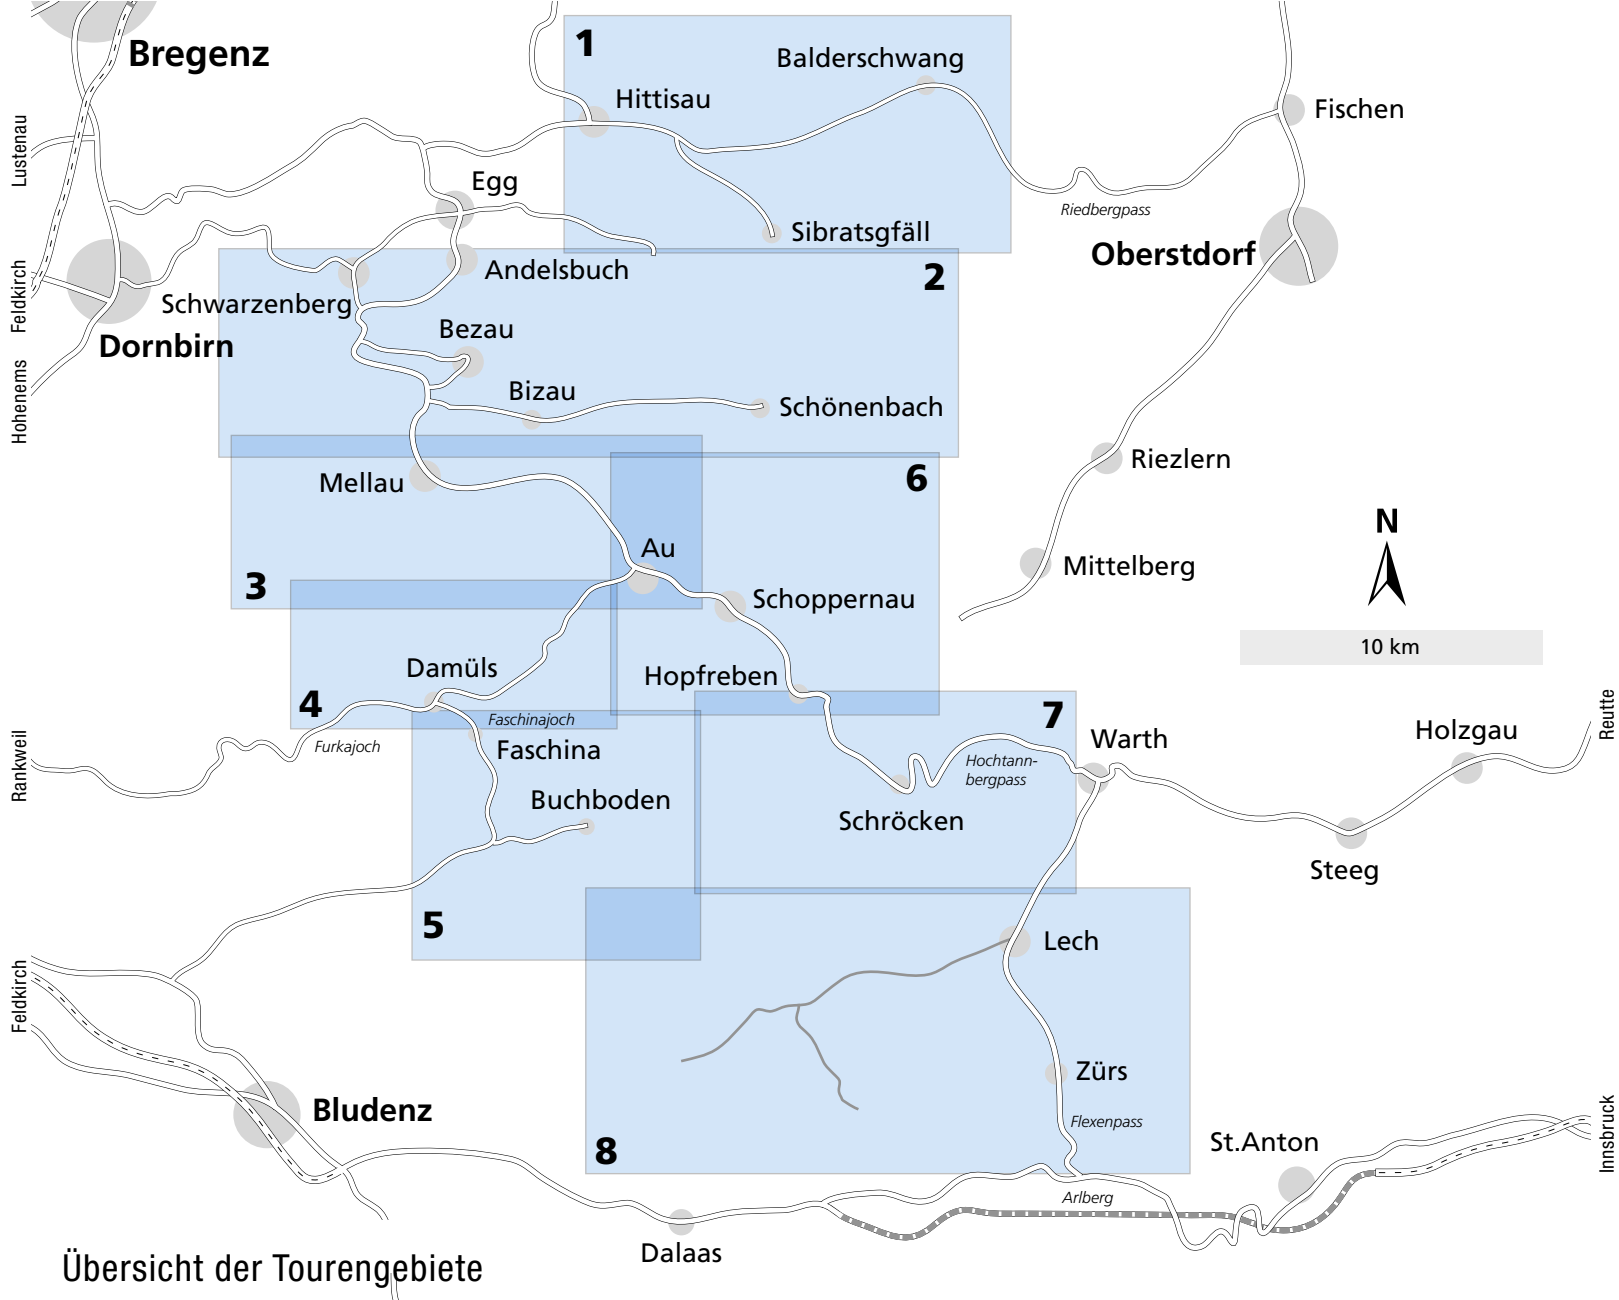 Bregenz
1
Balderschwang
Hittisau
Fischen
Lustenau
Egg
Riedbergpass
Sibratsgfäll
Oberstdorf
Andelsbuch
2
Feldkirch
Schwarzenberg
Dornbirn
Bezau
Hohenems
Bizau
Schönenbach
Mellau
6
Riezlern
N
Au
3
Mittelberg
Schoppernau
10 km
Damüls
Hopfreben
4
Faschinajoch
7
Reutte
Furkajoch
Faschina
Hochtann-
bergpass
Warth
Holzgau
Rankweil
Buchboden
Schröcken
Steeg
5
Lech
Feldkirch
Zürs
Bludenz
Flexenpass
8
St.Anton
Innsbruck
Arlberg
Dalaas
Übersicht der Tourengebiete